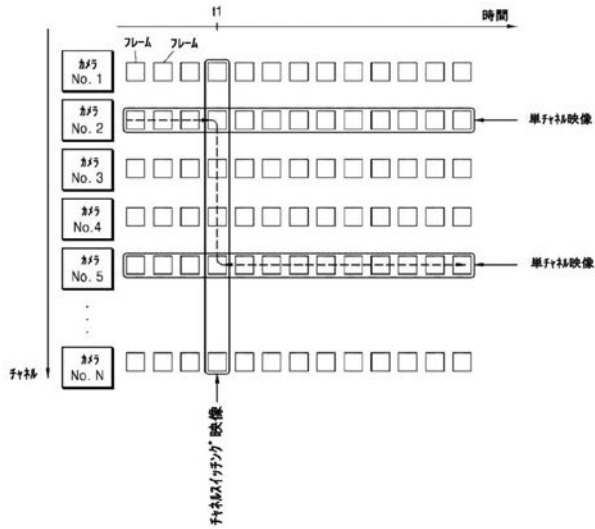 t1
時間
フレーム
フレーム
カメラ
No. 1
カメラ
No. 2
単チャネル映像
カメラ
No. 3
カメラ
No.4
カメラ
No. 5
単チャネル映像
カメラ
No. N
チャネル
チャネルスイッチング映像